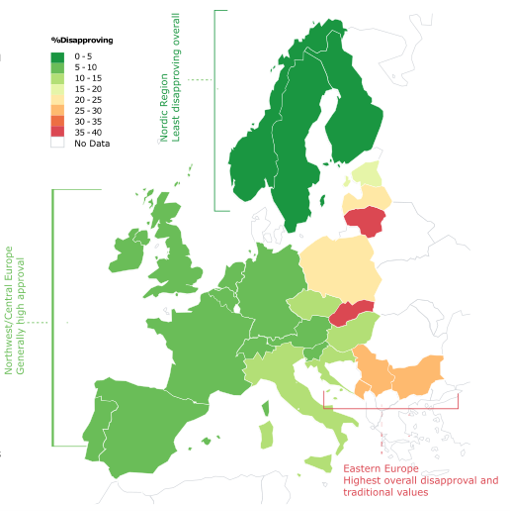 %Disapproving
0 - 5
5 - 10
10 - 15
15 - 20
20 - 25
25 - 30
30 - 35
35 - 40
No Data
Nordic Region
Least disapproving overall
Northwest/Central Europe
Generally high approval
Eastern Europe
Highest overall disapproval and
traditional values